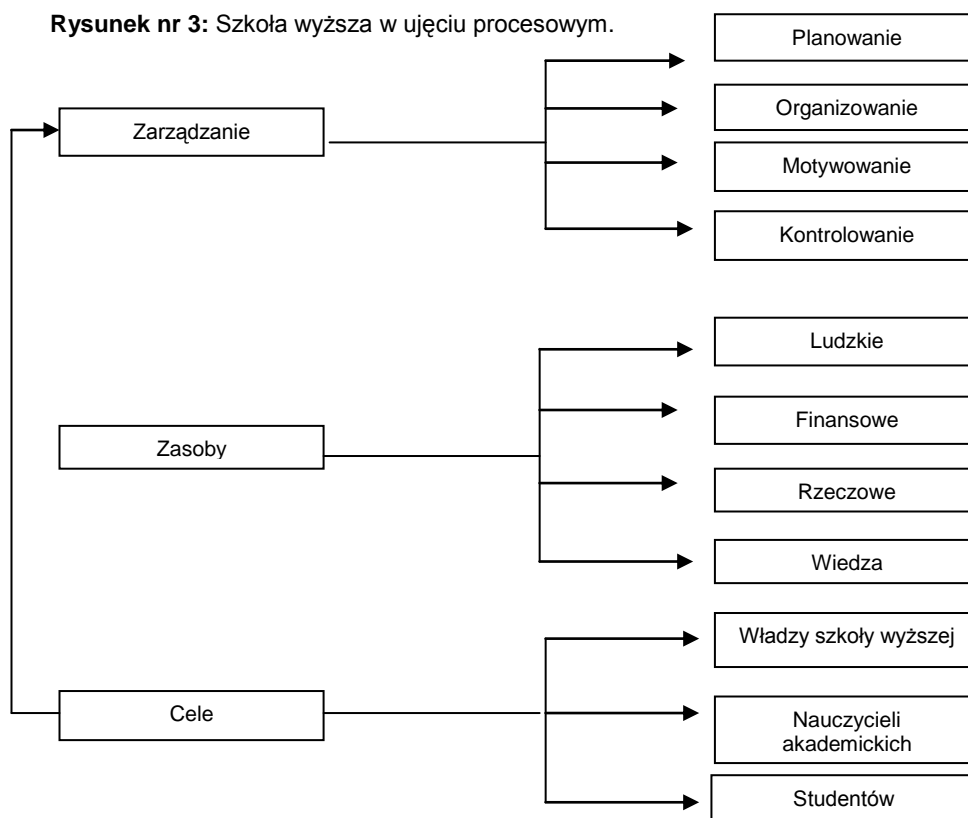 Rysunek nr 3: Szkoła wyższa w ujęciu procesowym.
Zarządzanie
Planowanie
Organizowanie
Motywowanie
Kontrolowanie
Zasoby
Ludzkie
Finansowe
Rzeczowe
Wiedza
Cele
Władzy szkoły wyższej
Nauczycieli
akademickich
Studentów